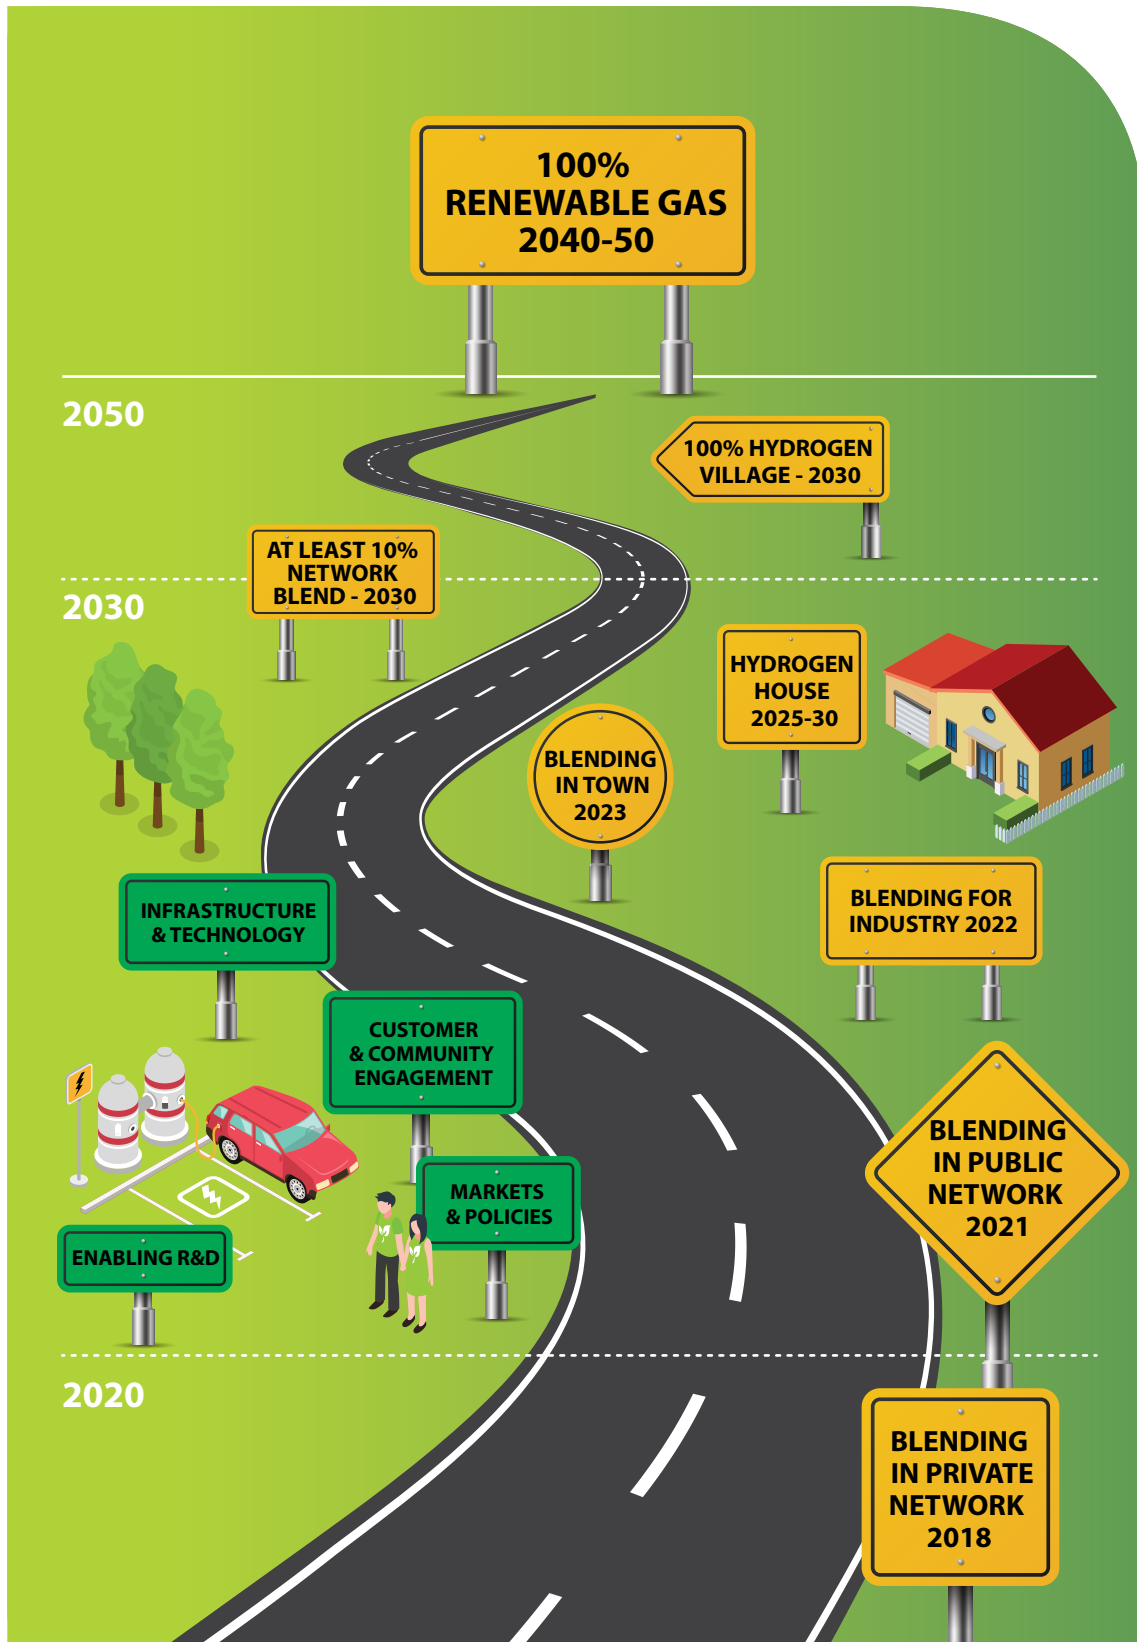 100%
RENEWABLE GAS
2040-50
2050
100% HYDROGEN
VILLAGE - 2030
AT LEAST 10%
NETWORK
BLEND - 2030
2030
HYDROGEN
HOUSE
2025-30
BLENDING
IN TOWN
2023
BLENDING FOR
INDUSTRY 2022
INFRASTRUCTURE
& TECHNOLOGY
CUSTOMER
& COMMUNITY
ENGAGEMENT
BLENDING
IN PUBLIC
NETWORK
2021
MARKETS
& POLICIES
ENABLING R&D
2020
BLENDING
IN PRIVATE
NETWORK
2018